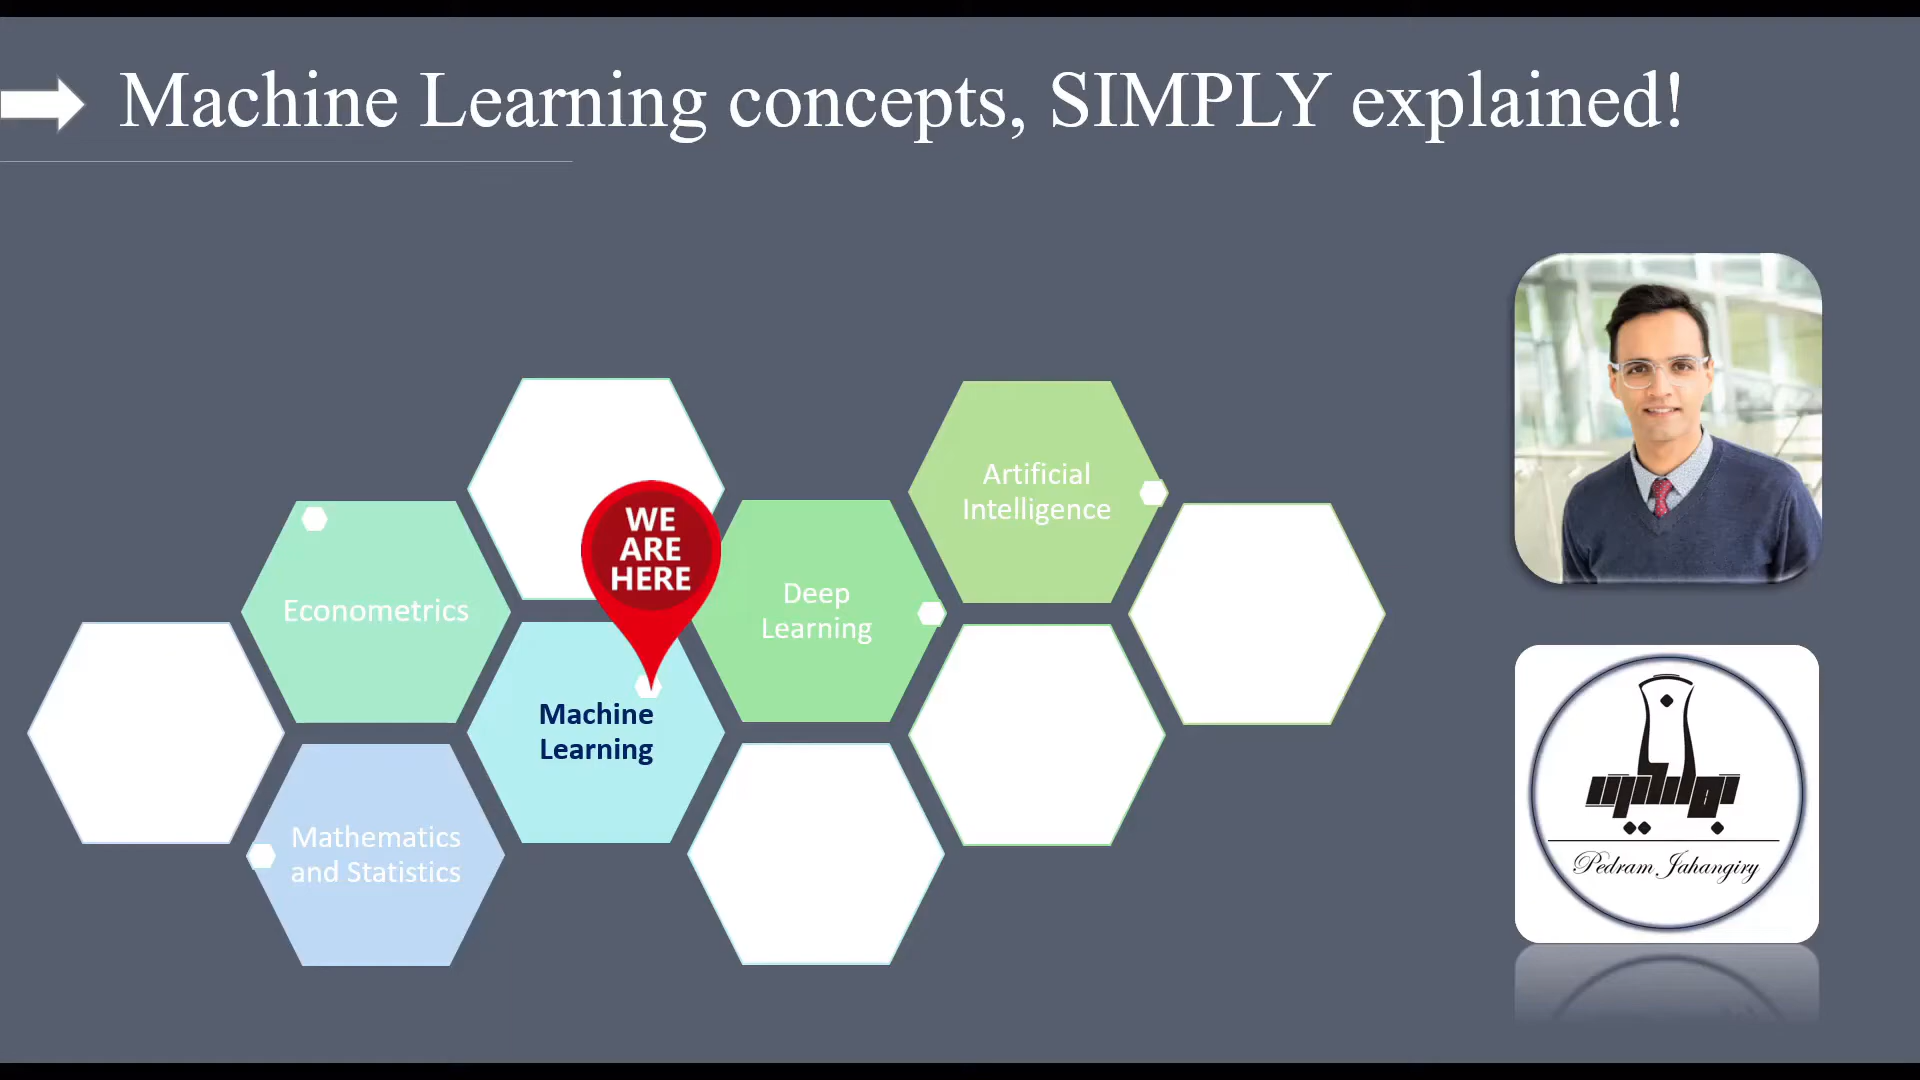 Machine Learning concepts, SIMPLY explained!
WE
ARE
HERE
Artificial
Intelligence
Econometrics
Deep
Learning
Machine
Learning
Mathematics
and Statistics
Pedram Jahangiry